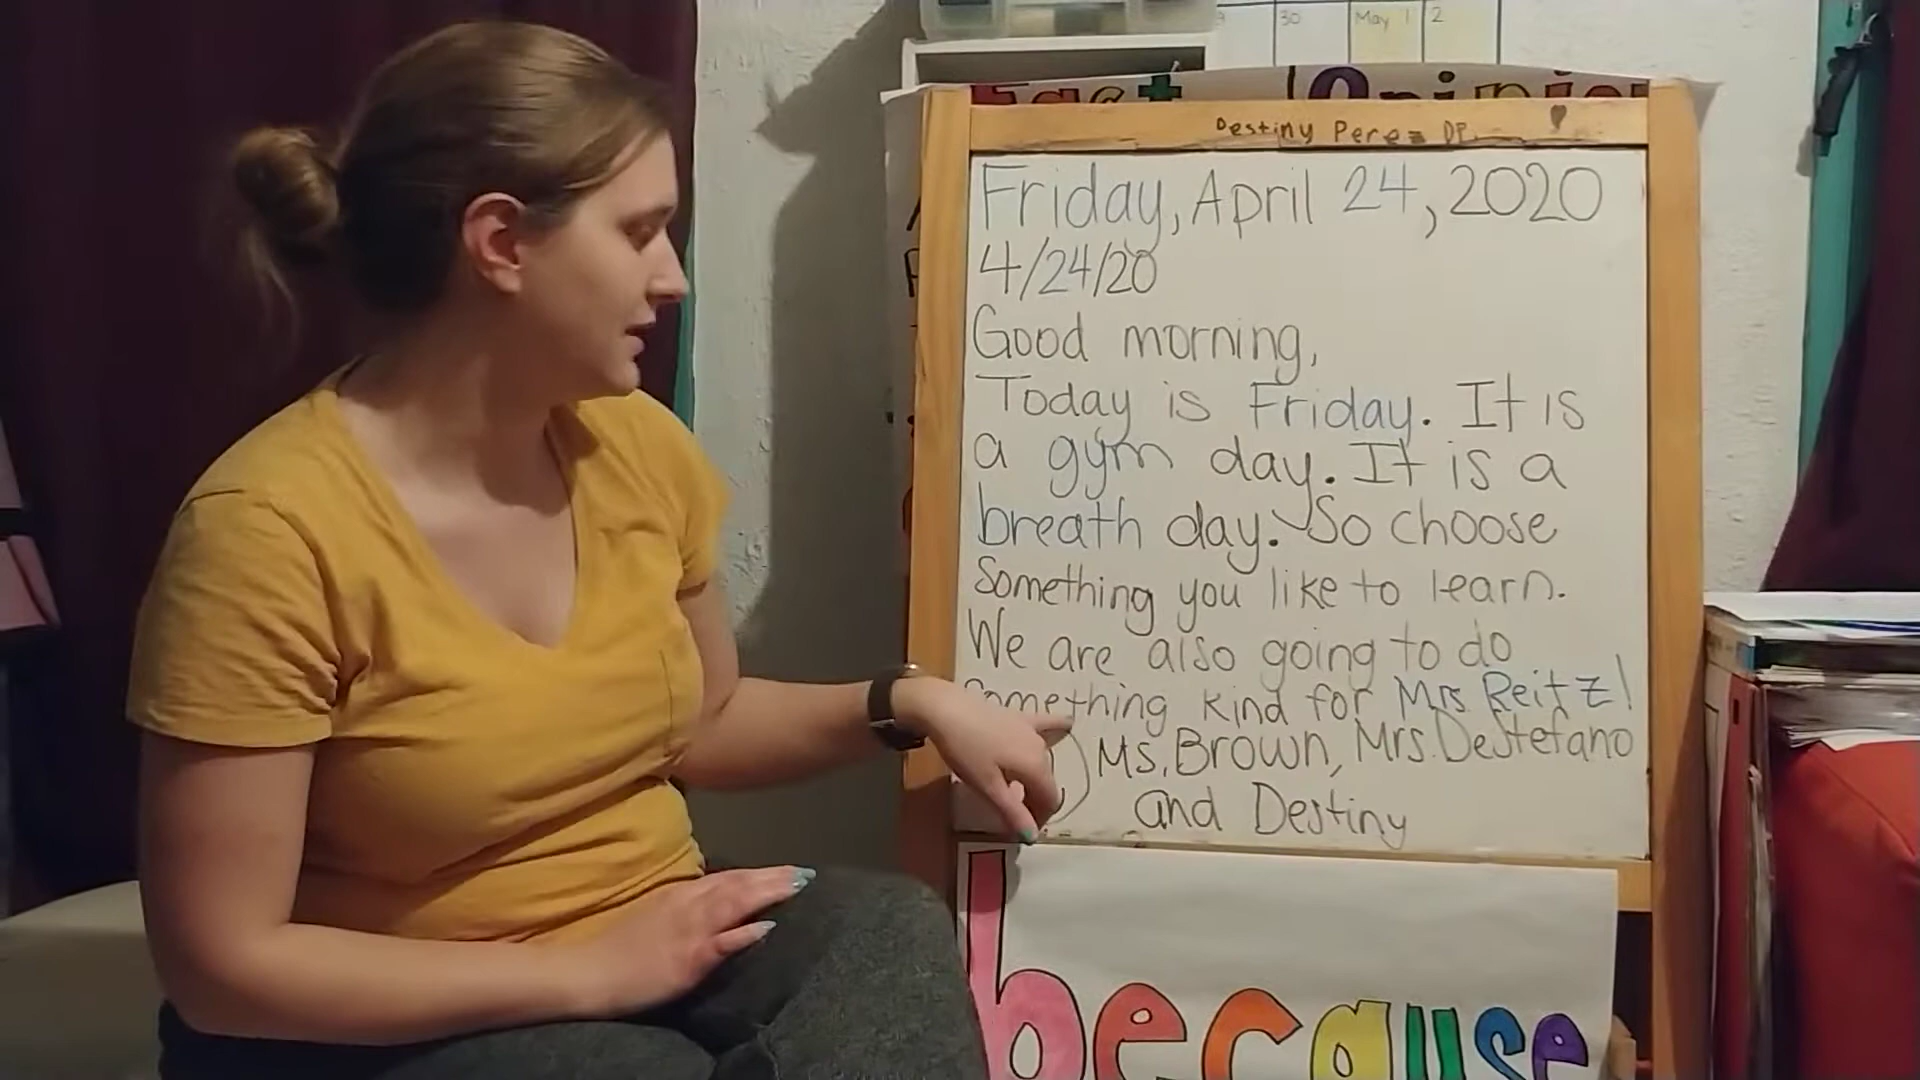 30 May 1 2
Fact Opinio
Destiny Perez DP
Friday, April 24, 2020
4/24/20
Good morning,
Today is Friday. It is
a gym day. It is a
breath day. So choose
Something you like to learn.
We are also going to do
Something kind for Mrs Reitz!
Ms. Brown, Mrs. DeStefano
and Destiny
because